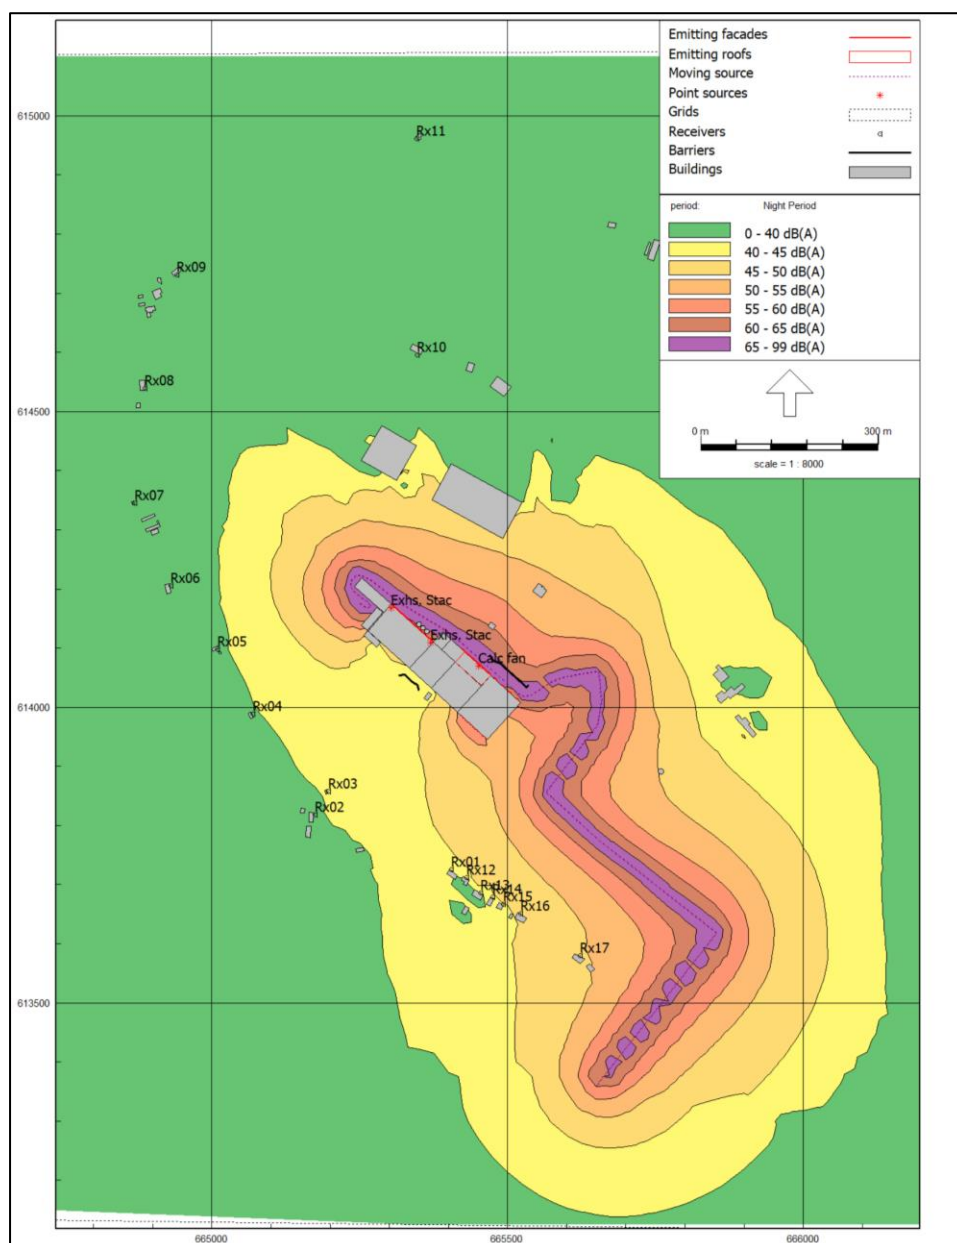 Emitting facades
Emitting roofs
Moving source
Point sources
Grids
Receivers
Barriers
Buildings
period: Night Period
0 - 40 dB(A)
40 - 45 dB(A)
45 - 50 dB(A)
50 - 55 dB(A)
55 - 60 dB(A)
60 - 65 dB(A)
65 - 99 dB(A)
0 m 300 m
scale = 1 : 8000
615000
Rx11
Rx09
Rx10
Rx08
614500
Rx07
Rx06
Exhs. Stac
Exhs. Stac
Rx05
Calc fan
Rx04
614000
Rx03
Rx02
Rx01
Rx12
Rx13
Rx14
Rx15
Rx16
Rx17
613500
665000 665500 666000